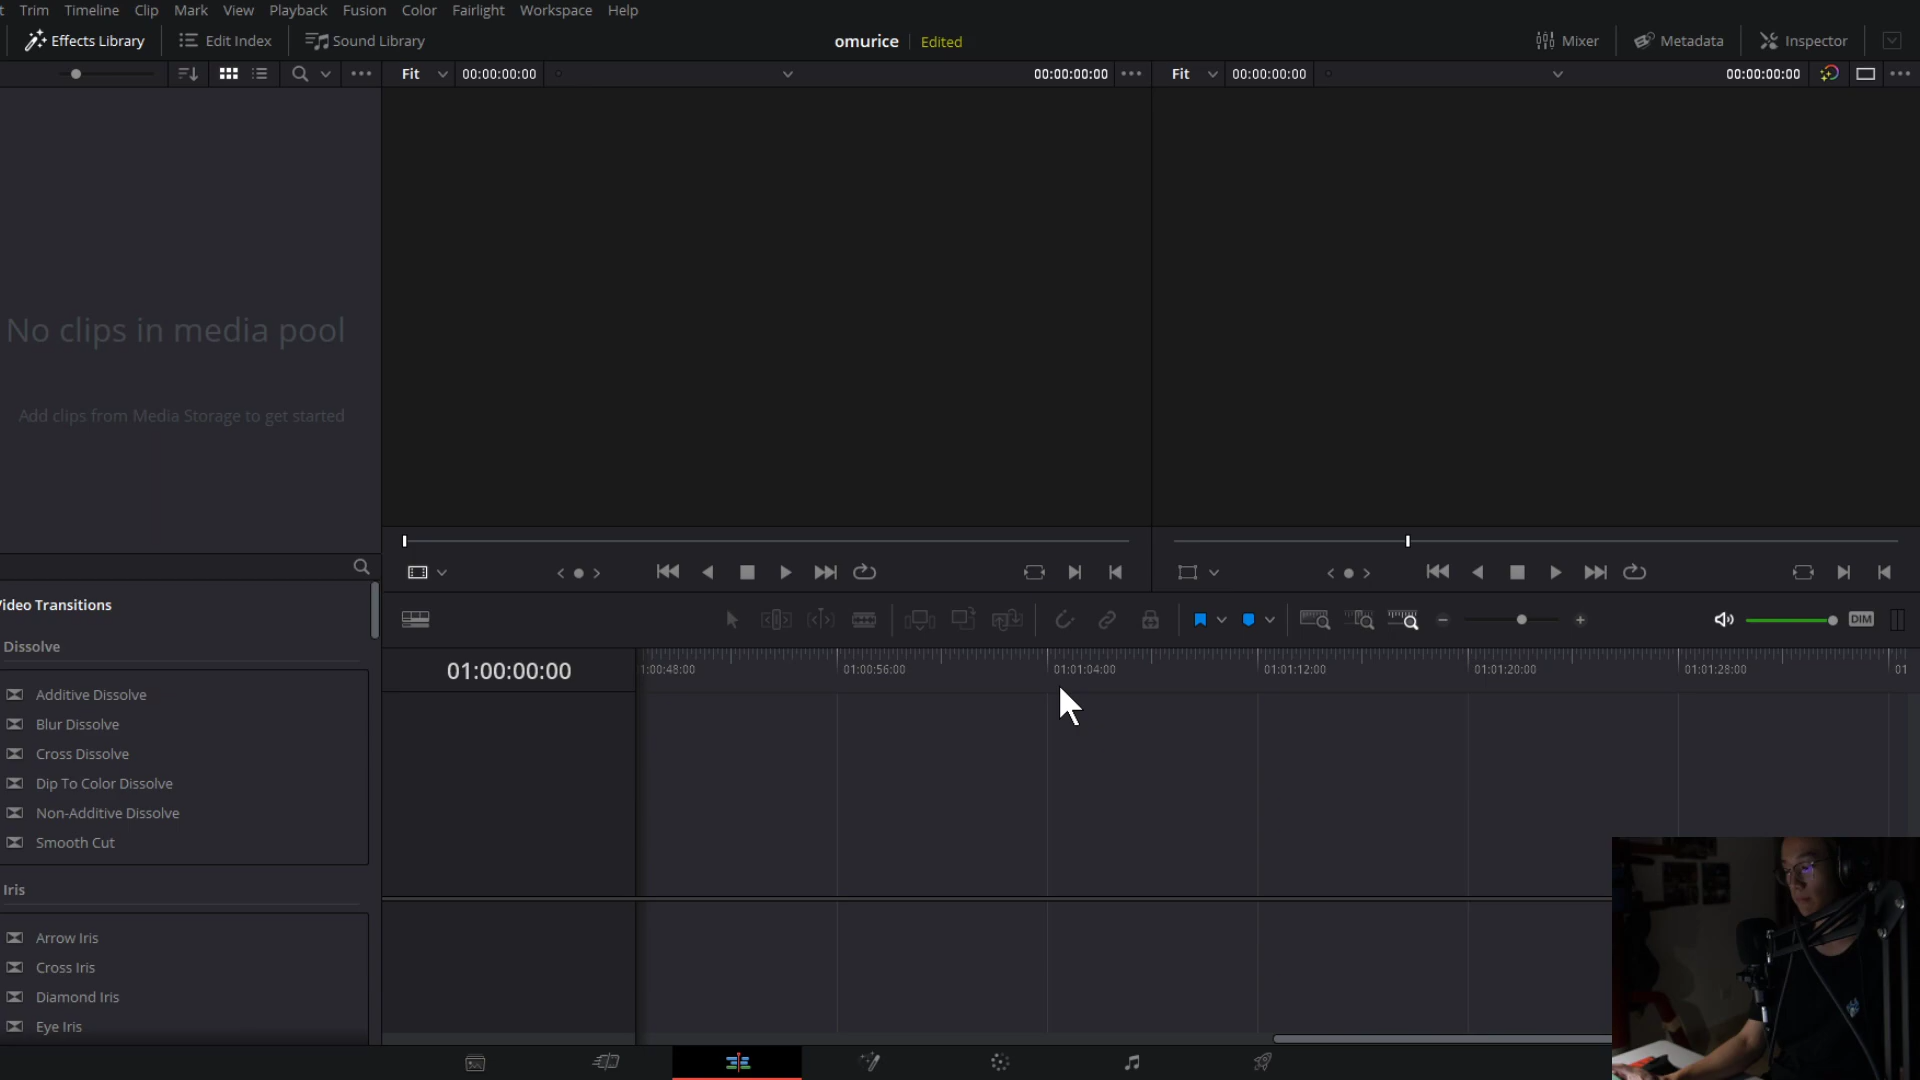 t Trim Timeline Clip Mark View Playback Fusion Color Fairlight Workspace Help
Effects Library Edit Index Sound Library omurice Edited Mixer Metadata Inspector
Fit 00:00:00:00 00:00:00:00 Fit 00:00:00:00 00:00:00:00
No clips in media pool
Add clips from Media Storage to get started
Video Transitions
DIM
Dissolve
01:00:00:00 1:00:48:00 01:00:56:00 01:01:04:00 01:01:12:00 01:01:20:00 01:01:28:00 01
Additive Dissolve
Blur Dissolve
Cross Dissolve
Dip To Color Dissolve
Non-Additive Dissolve
Smooth Cut
Iris
Arrow Iris
Cross Iris
Diamond Iris
Eye Iris